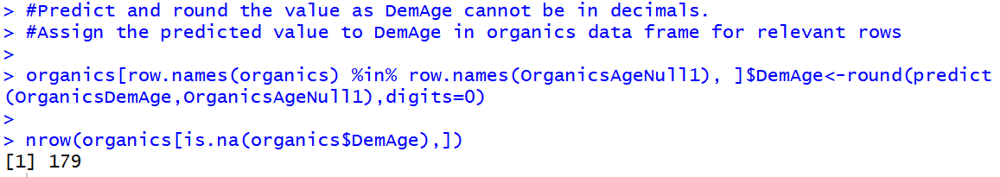 > #Predict and round the value as DemAge cannot be in decimals.
> #Assign the predicted value to DemAge in organics data frame for relevant rows
>
> organics[row.names(organics) %in% row.names(OrganicsAgeNull1), ]$DemAge<-round(predict
(OrganicsDemAge,OrganicsAgeNull1),digits=0)
>
> nrow(organics[is.na(organics$DemAge),])
[1] 179